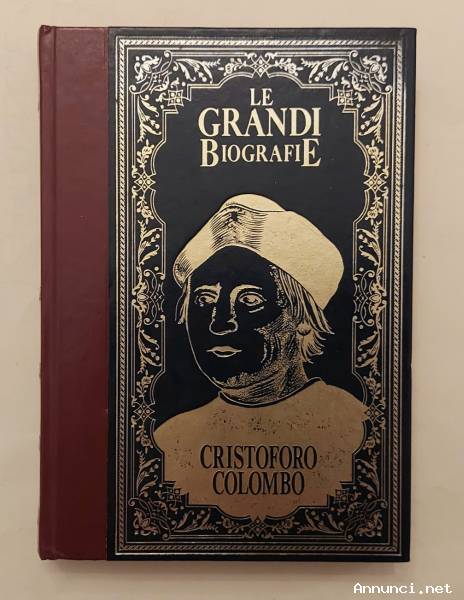 LE
GRANDI
BIOGRAFIE
CRISTOFORO
COLOMBO
Annunci.net